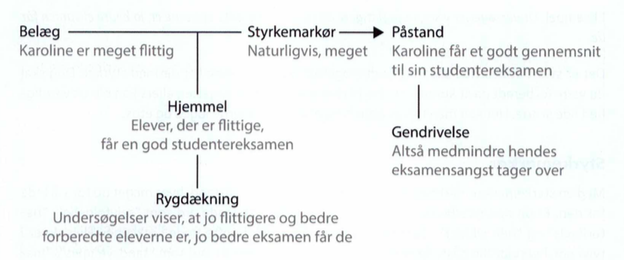 Belæg
Karoline er meget flittig
Styrkemarkør
Naturligvis, meget
Påstand
Karoline får et godt gennemsnit
til sin studentereksamen
Hjemmel
Elever, der er flittige,
får en god studentereksamen
Gendrivelse
Altså medmindre hendes
eksamensangst tager over
Rygdækning
Undersøgelser viser, at jo flittigere og bedre
forberedte eleverne er, jo bedre eksamen får de